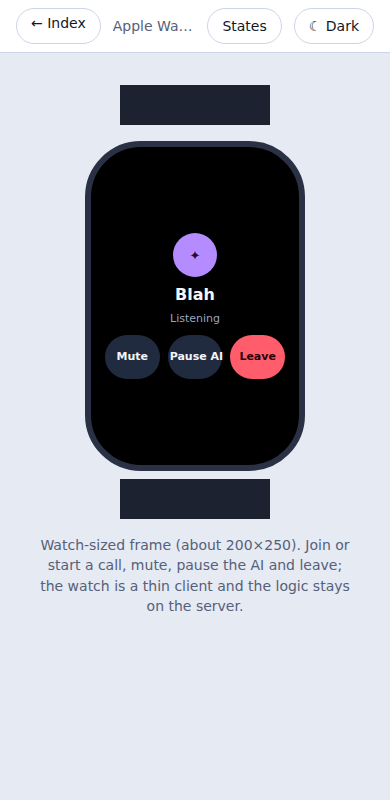 ← Index Apple Wa... States ☾ Dark
✦
Blah
Listening
Mute Pause AI Leave
Watch-sized frame (about 200×250). Join or
start a call, mute, pause the AI and leave;
the watch is a thin client and the logic stays
on the server.